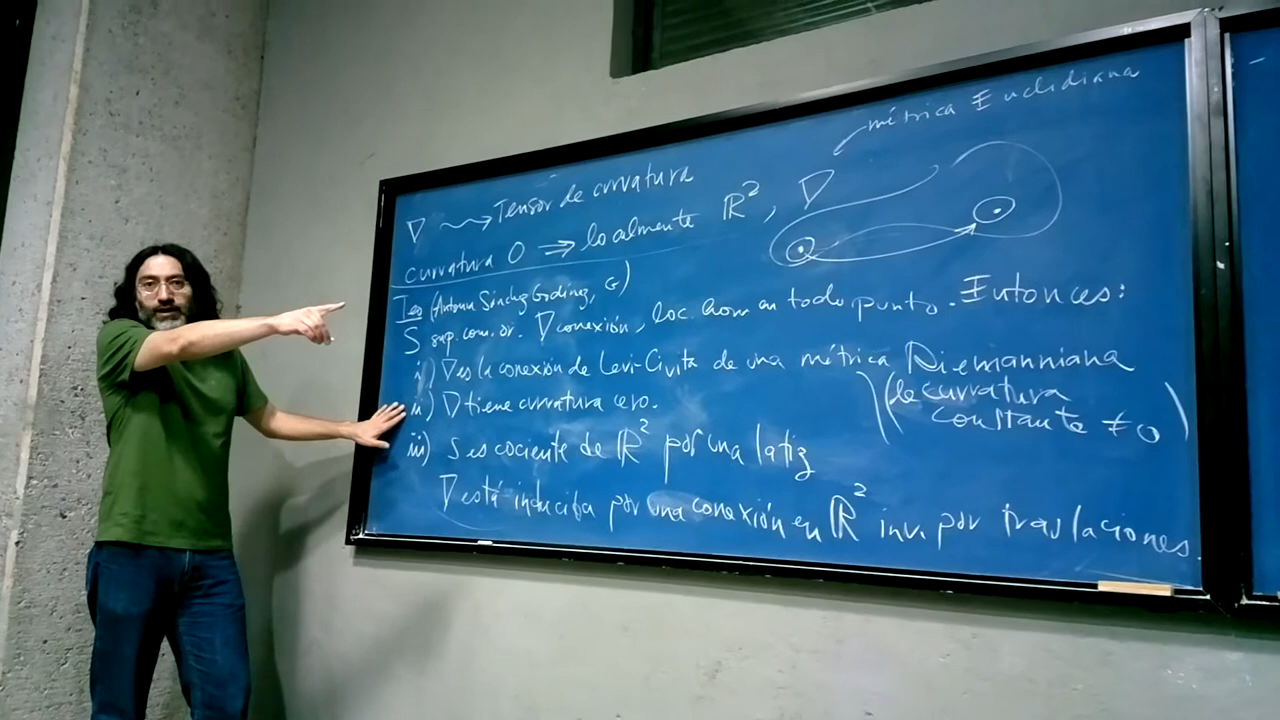 métrica Euclidiana
∇ ⇝ Tensor de curvatura
curvatura 0 ⇒ localmente ℝ², ∇
Teo (Antonia Sánchez Godinez, G)
S sup. com. or. ∇ conexión, loc. hom en todo punto. Entonces:
i) ∇ es la conexión de Levi-Civita de una métrica Riemanniana
(de curvatura
constante ≠ 0)
ii) ∇ tiene curvatura cero.
iii) S es cociente de ℝ² por una latiz
∇ está inducida por una conexión en ℝ² inv. por traslaciones.